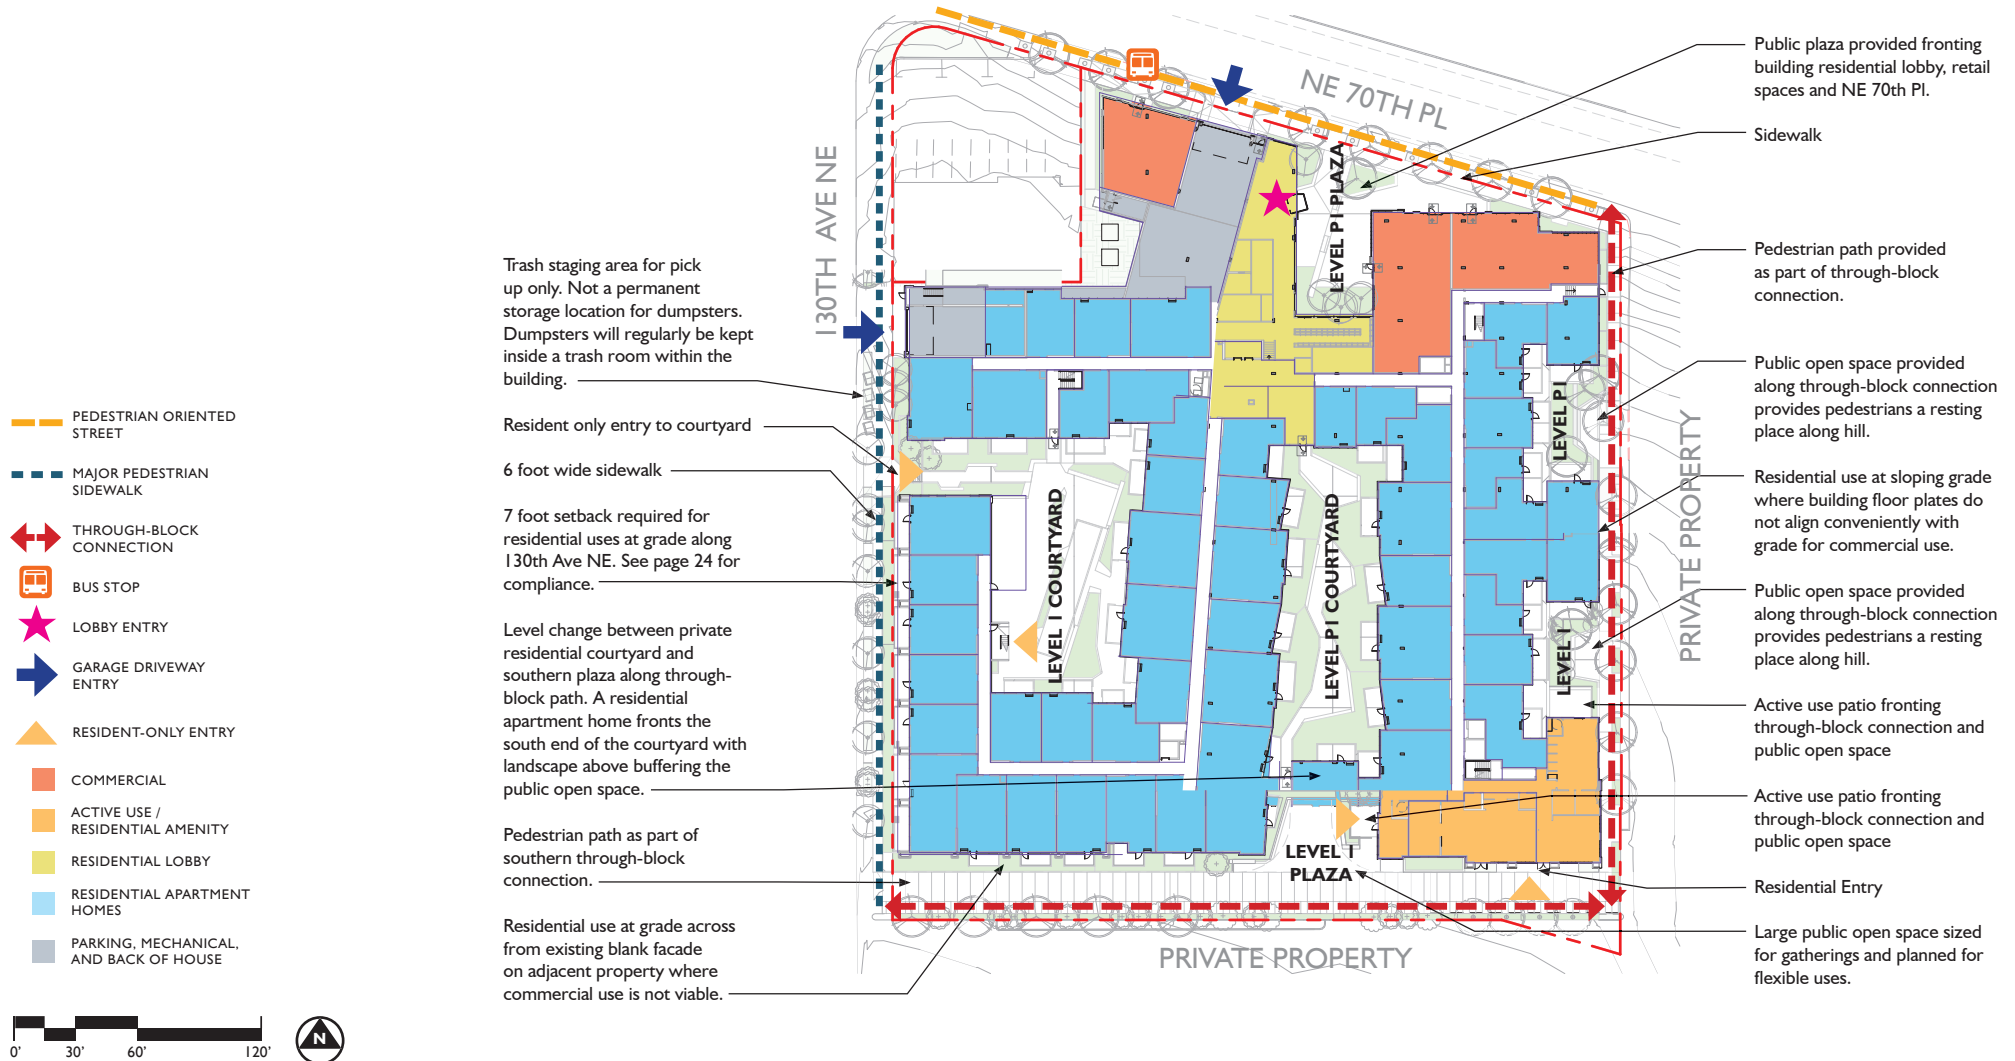 PEDESTRIAN ORIENTED
STREET
MAJOR PEDESTRIAN
SIDEWALK
THROUGH-BLOCK
CONNECTION
BUS STOP
LOBBY ENTRY
GARAGE DRIVEWAY
ENTRY
RESIDENT-ONLY ENTRY
COMMERCIAL
ACTIVE USE /
RESIDENTIAL AMENITY
RESIDENTIAL LOBBY
RESIDENTIAL APARTMENT
HOMES
PARKING, MECHANICAL,
AND BACK OF HOUSE
0' 30' 60' 120'
N
Trash staging area for pick
up only. Not a permanent
storage location for dumpsters.
Dumpsters will regularly be kept
inside a trash room within the
building.
Resident only entry to courtyard
6 foot wide sidewalk
7 foot setback required for
residential uses at grade along
130th Ave NE. See page 24 for
compliance.
Level change between private
residential courtyard and
southern plaza along through-
block path. A residential
apartment home fronts the
south end of the courtyard with
landscape above buffering the
public open space.
Pedestrian path as part of
southern through-block
connection.
Residential use at grade across
from existing blank facade
on adjacent property where
commercial use is not viable.
130TH AVE NE
NE 70TH PL
LEVEL P1 PLAZA
LEVEL 1 COURTYARD
LEVEL P1 COURTYARD
LEVEL P1
LEVEL 1
LEVEL 1
PLAZA
PRIVATE PROPERTY
PRIVATE PROPERTY
Public plaza provided fronting
building residential lobby, retail
spaces and NE 70th Pl.
Sidewalk
Pedestrian path provided
as part of through-block
connection.
Public open space provided
along through-block connection
provides pedestrians a resting
place along hill.
Residential use at sloping grade
where building floor plates do
not align conveniently with
grade for commercial use.
Public open space provided
along through-block connection
provides pedestrians a resting
place along hill.
Active use patio fronting
through-block connection and
public open space
Active use patio fronting
through-block connection and
public open space
Residential Entry
Large public open space sized
for gatherings and planned for
flexible uses.